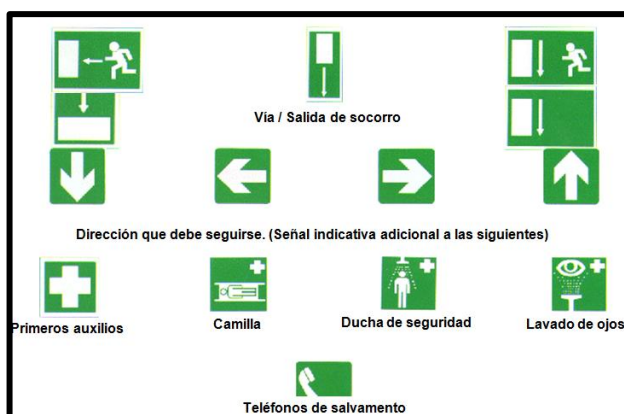 Vía / Salida de socorro
Dirección que debe seguirse. (Señal indicativa adicional a las siguientes)
Primeros auxilios
Camilla
Ducha de seguridad
Lavado de ojos
Teléfonos de salvamento